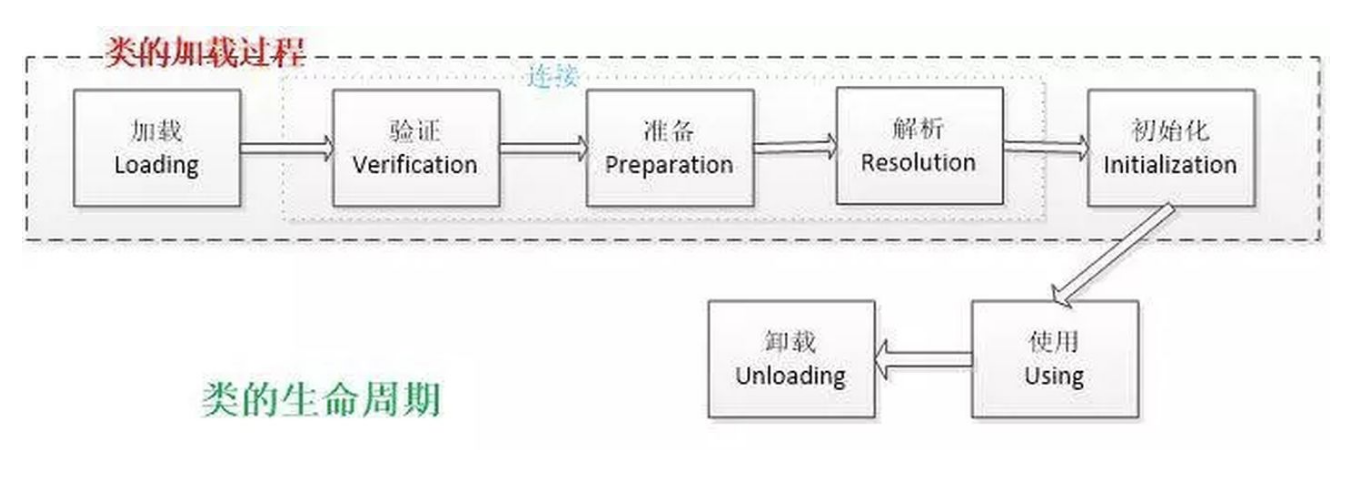 类的加载过程
连接
加载
Loading
验证
Verification
准备
Preparation
解析
Resolution
初始化
Initialization
卸载
Unloading
使用
Using
类的生命周期